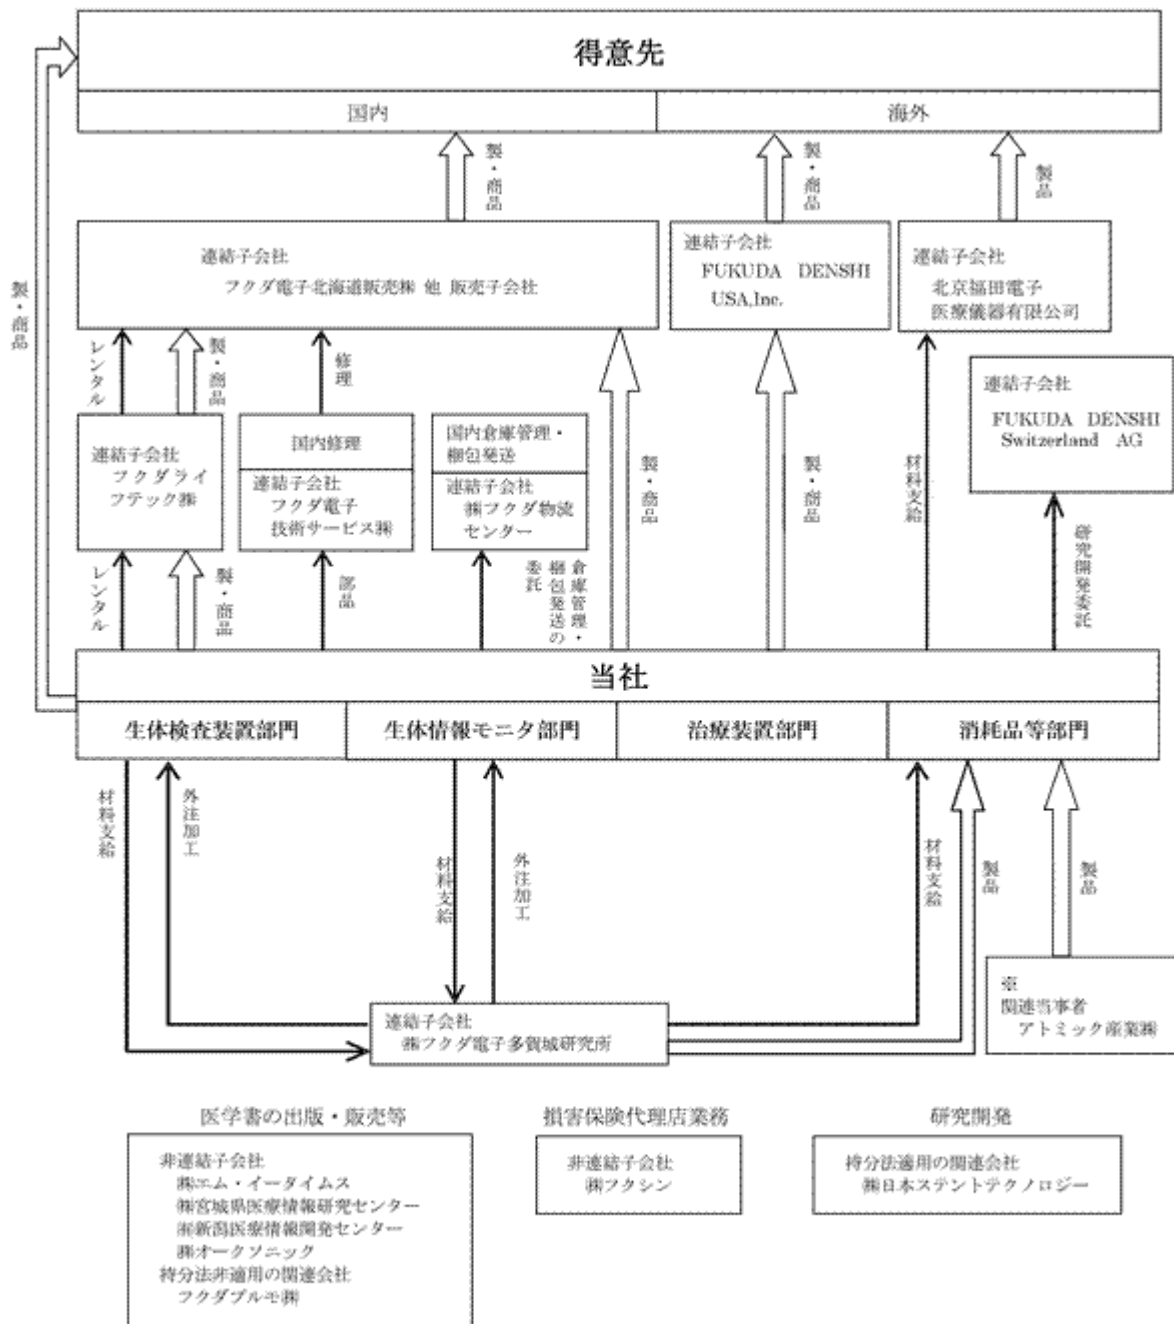 得意先
国内
海外
製・商品
製・商品
製品
製・商品
連結子会社
フクダ電子北海道販売㈱ 他 販売子会社
連結子会社
FUKUDA DENSHI
USA,Inc.
連結子会社
北京福田電子
医療儀器有限公司
レンタル
製・商品
修理
製・商品
製・商品
材料支給
連結子会社
FUKUDA DENSHI
Switzerland AG
連結子会社
フクダライ
フテック㈱
国内修理
連結子会社
フクダ電子
技術サービス㈱
国内倉庫管理・
梱包発送
連結子会社
㈱フクダ物流
センター
レンタル
製・商品
部品
倉庫管理・
梱包発送の
委託
研究開発委託
当社
生体検査装置部門
生体情報モニタ部門
治療装置部門
消耗品等部門
材料支給
外注加工
材料支給
外注加工
材料支給
製品
製品
連結子会社
㈱フクダ電子多賀城研究所
※
関連当事者
アトミック産業㈱
医学書の出版・販売等
非連結子会社
㈱エム・イータイムス
㈱宮城県医療情報研究センター
㈲新潟医療情報開発センター
㈱オークソニック
持分法非適用の関連会社
フクダブルモ㈱
損害保険代理店業務
非連結子会社
㈱フクシン
研究開発
持分法適用の関連会社
㈱日本ステントテクノロジー